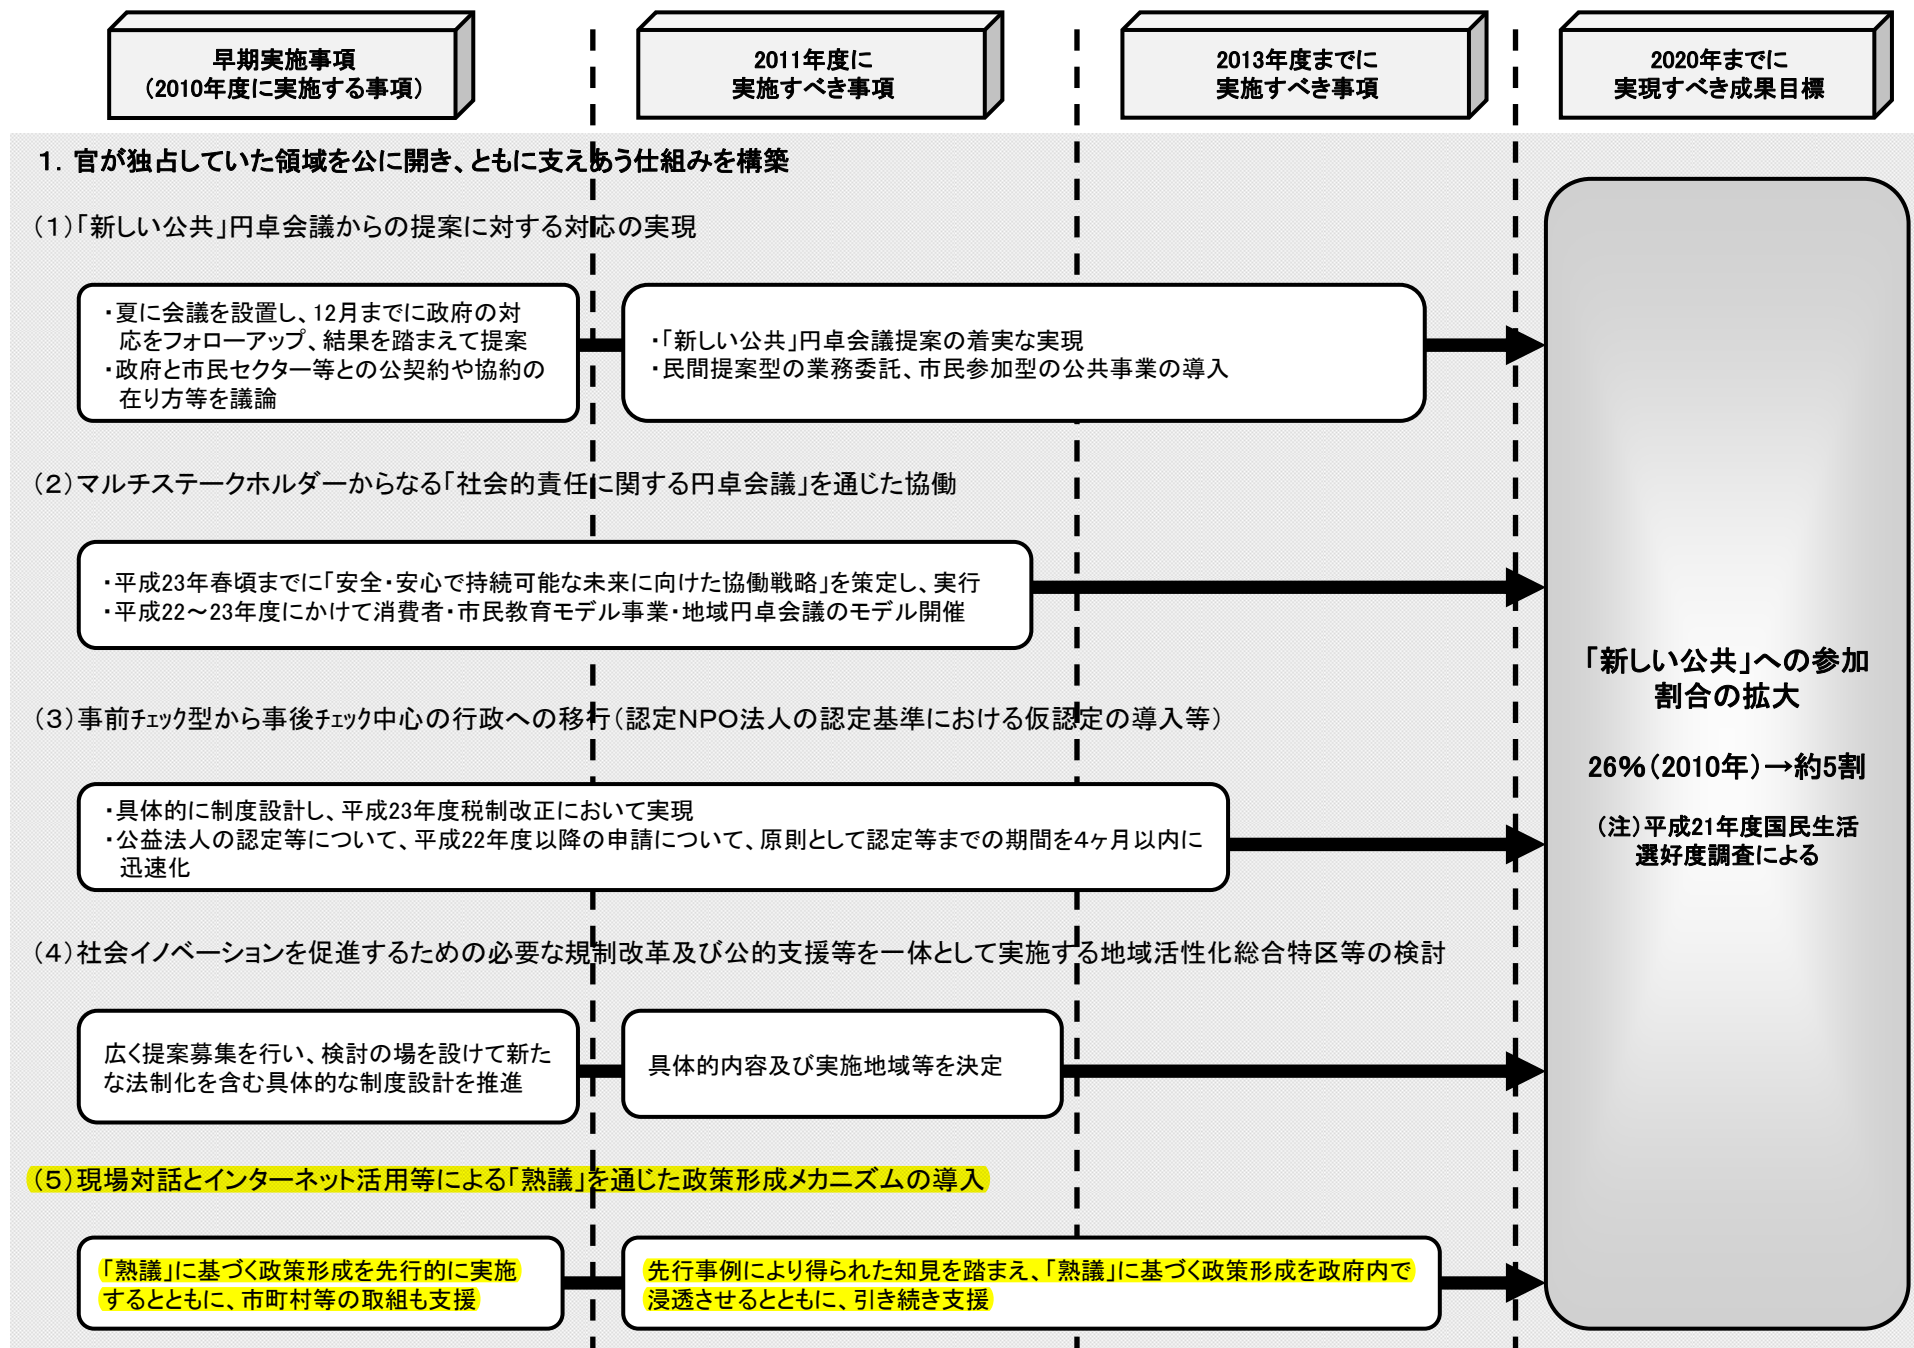 早期実施事項
（2010年度に実施する事項）
2011年度に
実施すべき事項
2013年度までに
実施すべき事項
2020年までに
実現すべき成果目標
１．官が独占していた領域を公に開き、ともに支えあう仕組みを構築
（１）「新しい公共」円卓会議からの提案に対する対応の実現
・夏に会議を設置し、12月までに政府の対
応をフォローアップ、結果を踏まえて提案
・政府と市民セクター等との公契約や協約の
在り方等を議論
・「新しい公共」円卓会議提案の着実な実現
・民間提案型の業務委託、市民参加型の公共事業の導入
（２）マルチステークホルダーからなる「社会的責任に関する円卓会議」を通じた協働
・平成23年春頃までに「安全・安心で持続可能な未来に向けた協働戦略」を策定し、実行
・平成22～23年度にかけて消費者・市民教育モデル事業・地域円卓会議のモデル開催
（３）事前ﾁｪｯｸ型から事後ﾁｪｯｸ中心の行政への移行（認定ＮＰＯ法人の認定基準における仮認定の導入等）
・具体的に制度設計し、平成23年度税制改正において実現
・公益法人の認定等について、平成22年度以降の申請について、原則として認定等までの期間を4ヶ月以内に
迅速化
（４）社会イノベーションを促進するための必要な規制改革及び公的支援等を一体として実施する地域活性化総合特区等の検討
広く提案募集を行い、検討の場を設けて新た
な法制化を含む具体的な制度設計を推進
具体的内容及び実施地域等を決定
（５）現場対話とインターネット活用等による「熟議」を通じた政策形成メカニズムの導入
「熟議」に基づく政策形成を先行的に実施
するとともに、市町村等の取組も支援
先行事例により得られた知見を踏まえ、「熟議」に基づく政策形成を政府内で
浸透させるとともに、引き続き支援
「新しい公共」への参加
割合の拡大
26％（2010年）→約5割
（注）平成21年度国民生活
選好度調査による